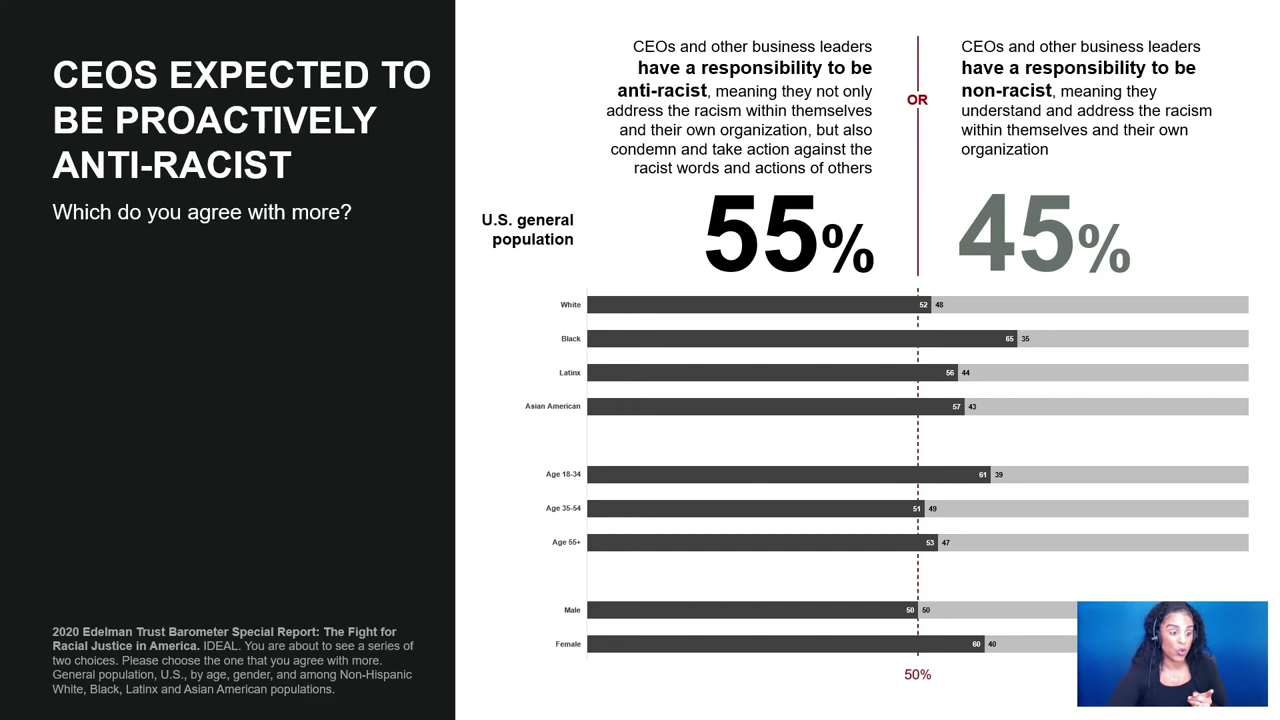 CEOS EXPECTED TO
BE PROACTIVELY
ANTI-RACIST
Which do you agree with more?
CEOs and other business leaders
have a responsibility to be
anti-racist, meaning they not only
address the racism within themselves
and their own organization, but also
condemn and take action against the
racist words and actions of others
OR
CEOs and other business leaders
have a responsibility to be
non-racist, meaning they
understand and address the racism
within themselves and their own
organization
U.S. general
population
55%
45%
White 52 48
Black 65 35
Latinx 56 44
Asian American 57 43
Age 18-34 61 39
Age 35-54 51 49
Age 55+ 53 47
Male 50 50
Female 60 40
50%
2020 Edelman Trust Barometer Special Report: The Fight for
Racial Justice in America. IDEAL. You are about to see a series of
two choices. Please choose the one that you agree with more.
General population, U.S., by age, gender, and among Non-Hispanic
White, Black, Latinx and Asian American populations.